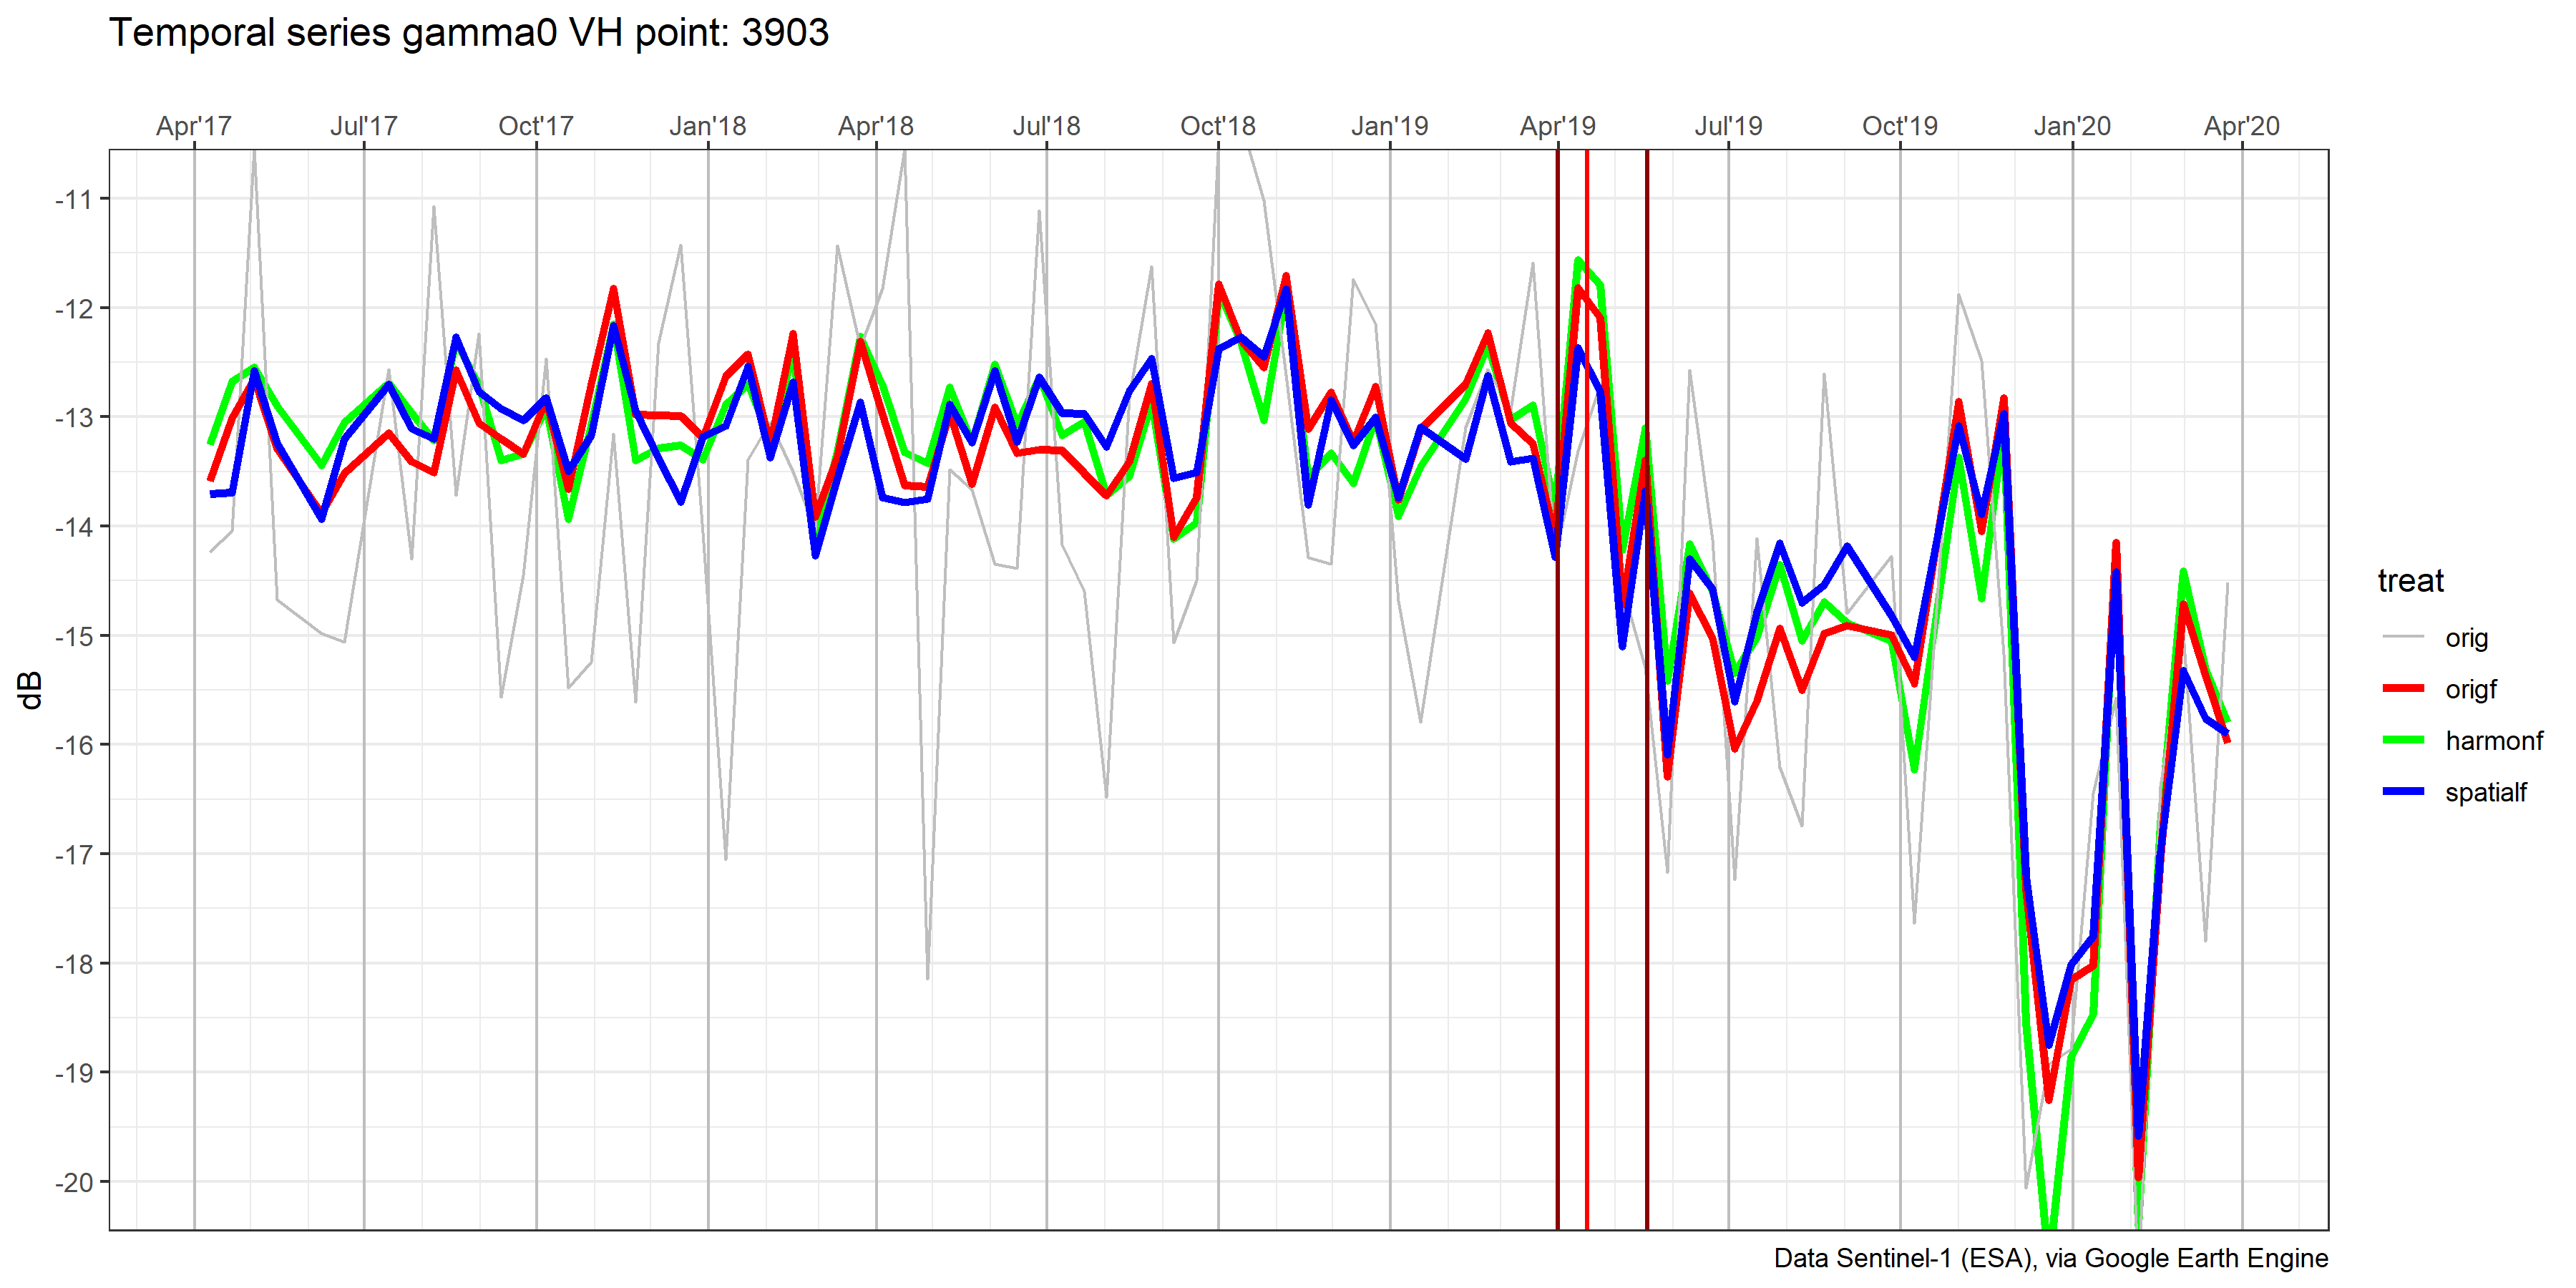 Temporal series gamma0 VH point: 3903
Apr'17 Jul'17 Oct'17 Jan'18 Apr'18 Jul'18 Oct'18 Jan'19 Apr'19 Jul'19 Oct'19 Jan'20 Apr'20
-11
-12
-13
-14
-15
-16
-17
-18
-19
-20
dB
treat
orig
origf
harmonf
spatialf
Data Sentinel-1 (ESA), via Google Earth Engine